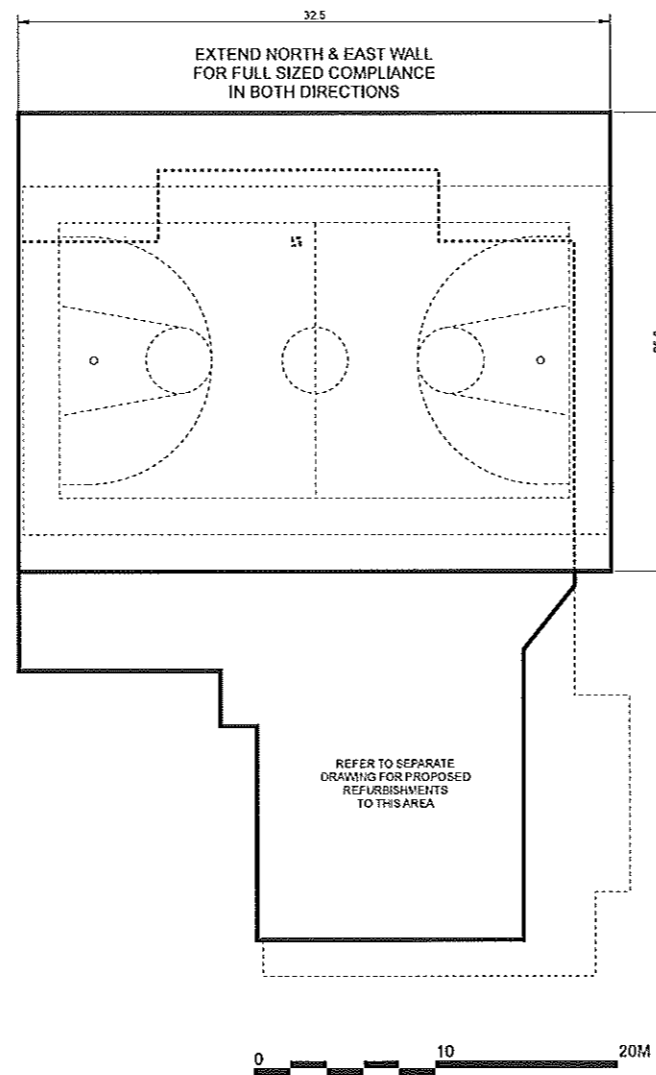 32.5
EXTEND NORTH & EAST WALL
FOR FULL SIZED COMPLIANCE
IN BOTH DIRECTIONS
REFER TO SEPARATE
DRAWING FOR PROPOSED
REFURBISHMENTS
TO THIS AREA
0 10 20M